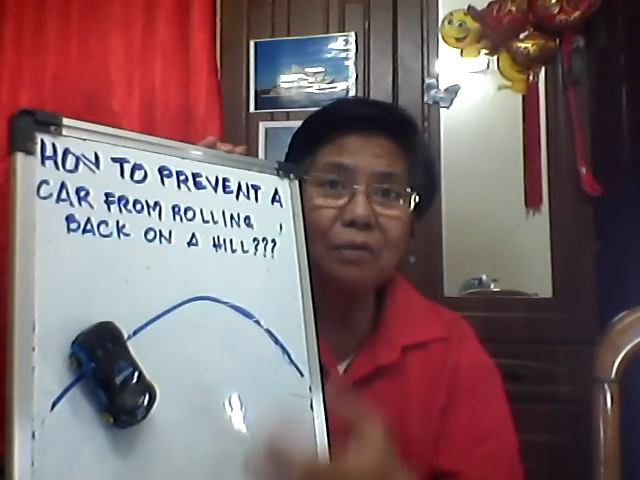 HOW TO PREVENT A
CAR FROM ROLLING
BACK ON A HILL???